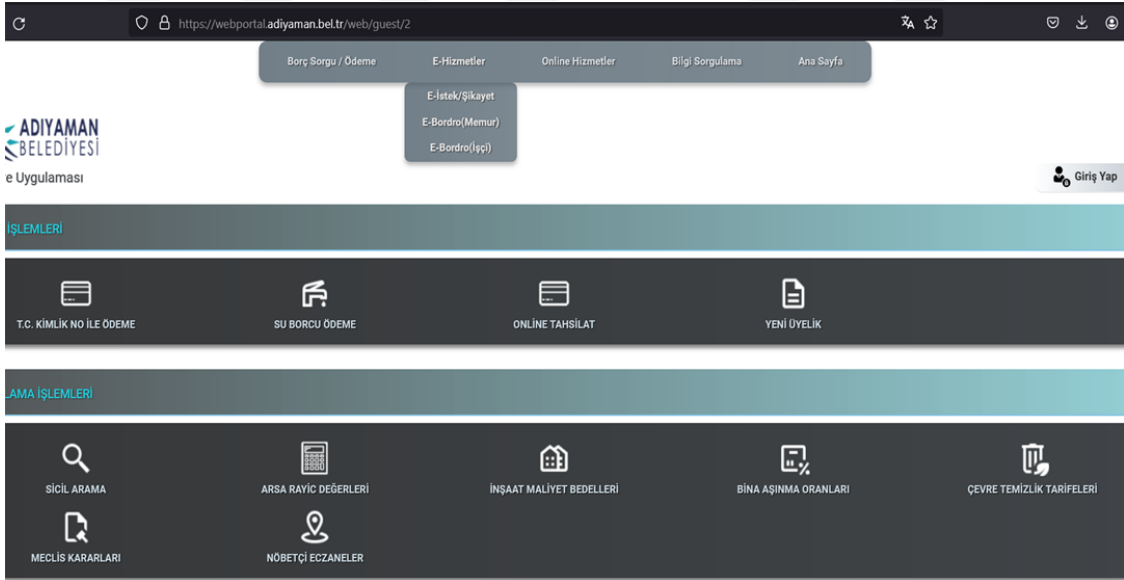 https://webportal.adiyaman.bel.tr/web/guest/2
Borç Sorgu / Ödeme
E-Hizmetler
Online Hizmetler
Bilgi Sorgulama
Ana Sayfa
E-İstek/Şikayet
E-Bordro(Memur)
E-Bordro(İşçi)
ADIYAMAN
BELEDİYESİ
e Uygulaması
Giriş Yap
İŞLEMLERİ
T.C. KİMLİK NO İLE ÖDEME
SU BORCU ÖDEME
ONLİNE TAHSİLAT
YENİ ÜYELİK
LAMA İŞLEMLERİ
SİCİL ARAMA
ARSA RAYİC DEĞERLERİ
İNŞAAT MALİYET BEDELLERİ
BİNA AŞINMA ORANLARI
ÇEVRE TEMİZLİK TARİFELERİ
MECLİS KARARLARI
NÖBETÇİ ECZANELER